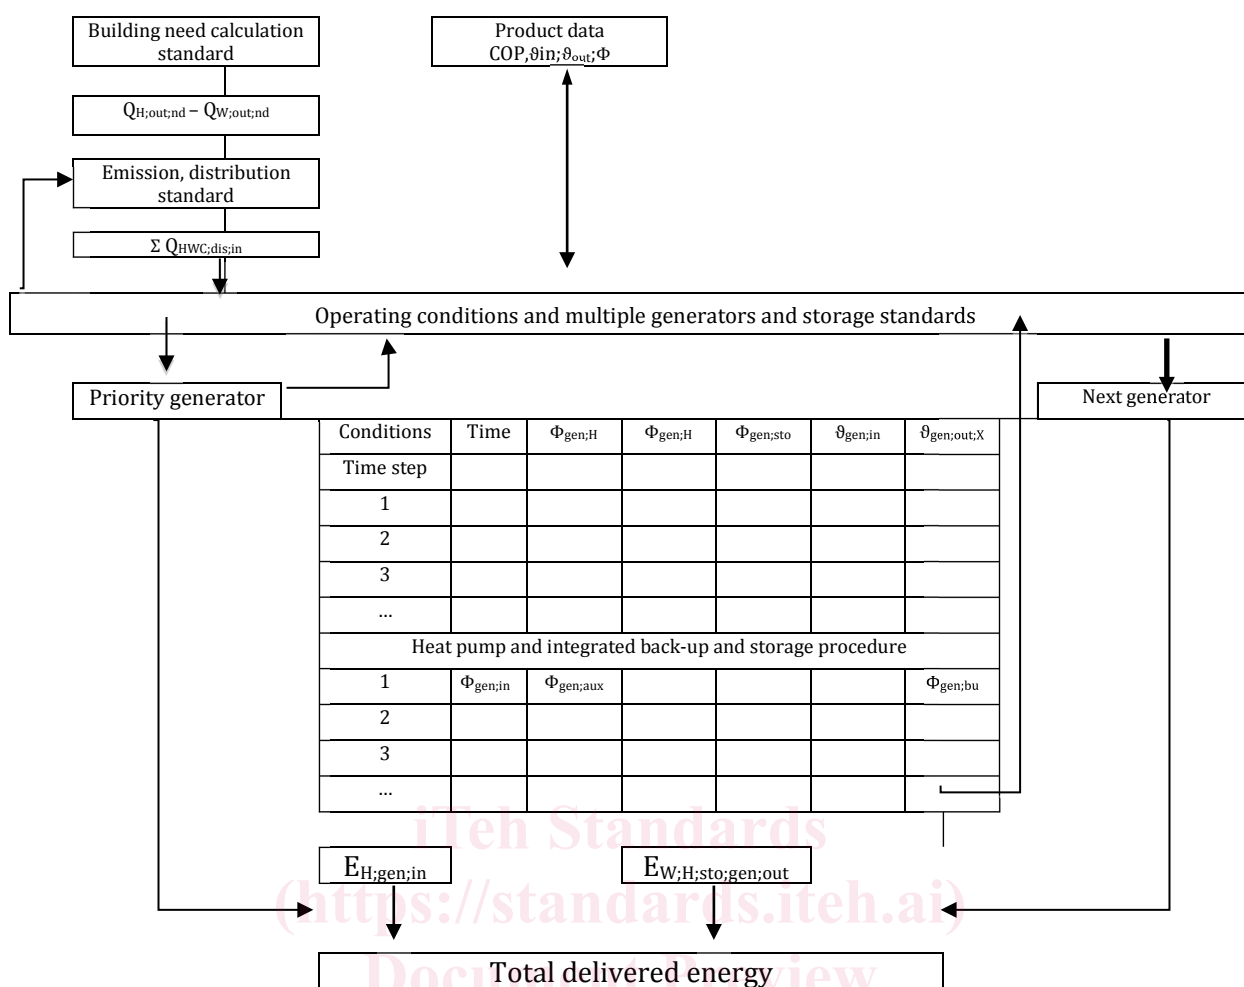 Building need calculation
standard
Product data
COP,ϑin;ϑout;Φ
QH;out;nd – QW;out;nd
Emission, distribution
standard
Σ QHWC;dis;in
Operating conditions and multiple generators and storage standards
Priority generator
Next generator
Conditions Time Φgen;H Φgen;H Φgen;sto ϑgen;in ϑgen;out;X
Time step
1
2
3
...
Heat pump and integrated back-up and storage procedure
1 Φgen;in Φgen;aux Φgen;bu
2
3
...
iTeh Standards
EH;gen;in EW;H;sto;gen;out
(https://standards.iteh.ai)
Total delivered energy
Document Preview